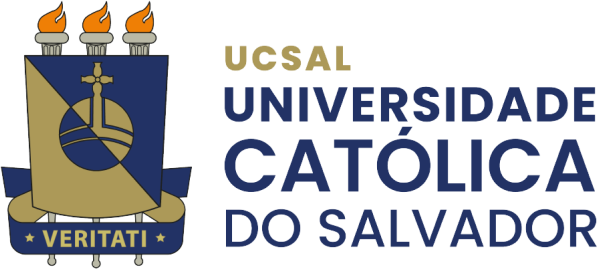 UCSAL
UNIVERSIDADE
CATÓLICA
DO SALVADOR
★ VERITATI ★